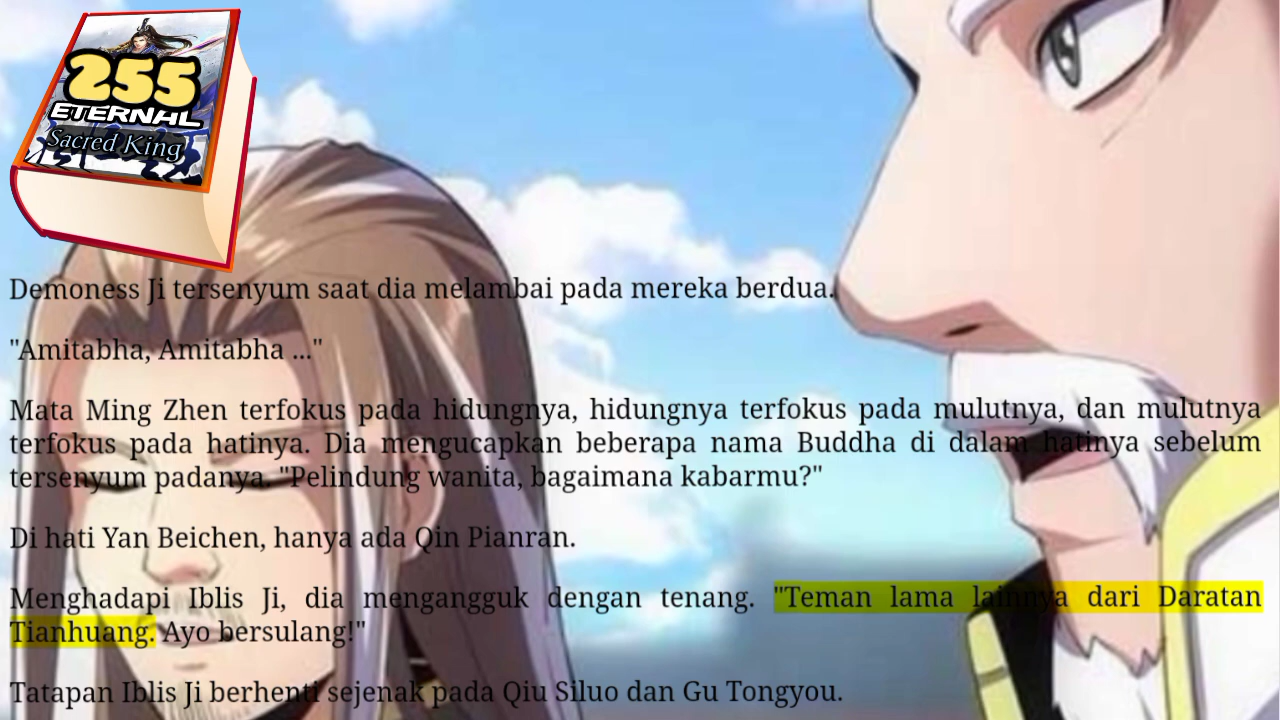 255
ETERNAL
Sacred King
Demoness Ji tersenyum saat dia melambai pada mereka berdua.
"Amitabha, Amitabha ..."
Mata Ming Zhen terfokus pada hidungnya, hidungnya terfokus pada mulutnya, dan mulutnya
terfokus pada hatinya. Dia mengucapkan beberapa nama Buddha di dalam hatinya sebelum
tersenyum padanya. "Pelindung wanita, bagaimana kabarmu?"
Di hati Yan Beichen, hanya ada Qin Pianran.
Menghadapi Iblis Ji, dia mengangguk dengan tenang. "Teman lama lainnya dari Daratan
Tianhuang. Ayo bersulang!"
Tatapan Iblis Ji berhenti sejenak pada Qiu Siluo dan Gu Tongyou.